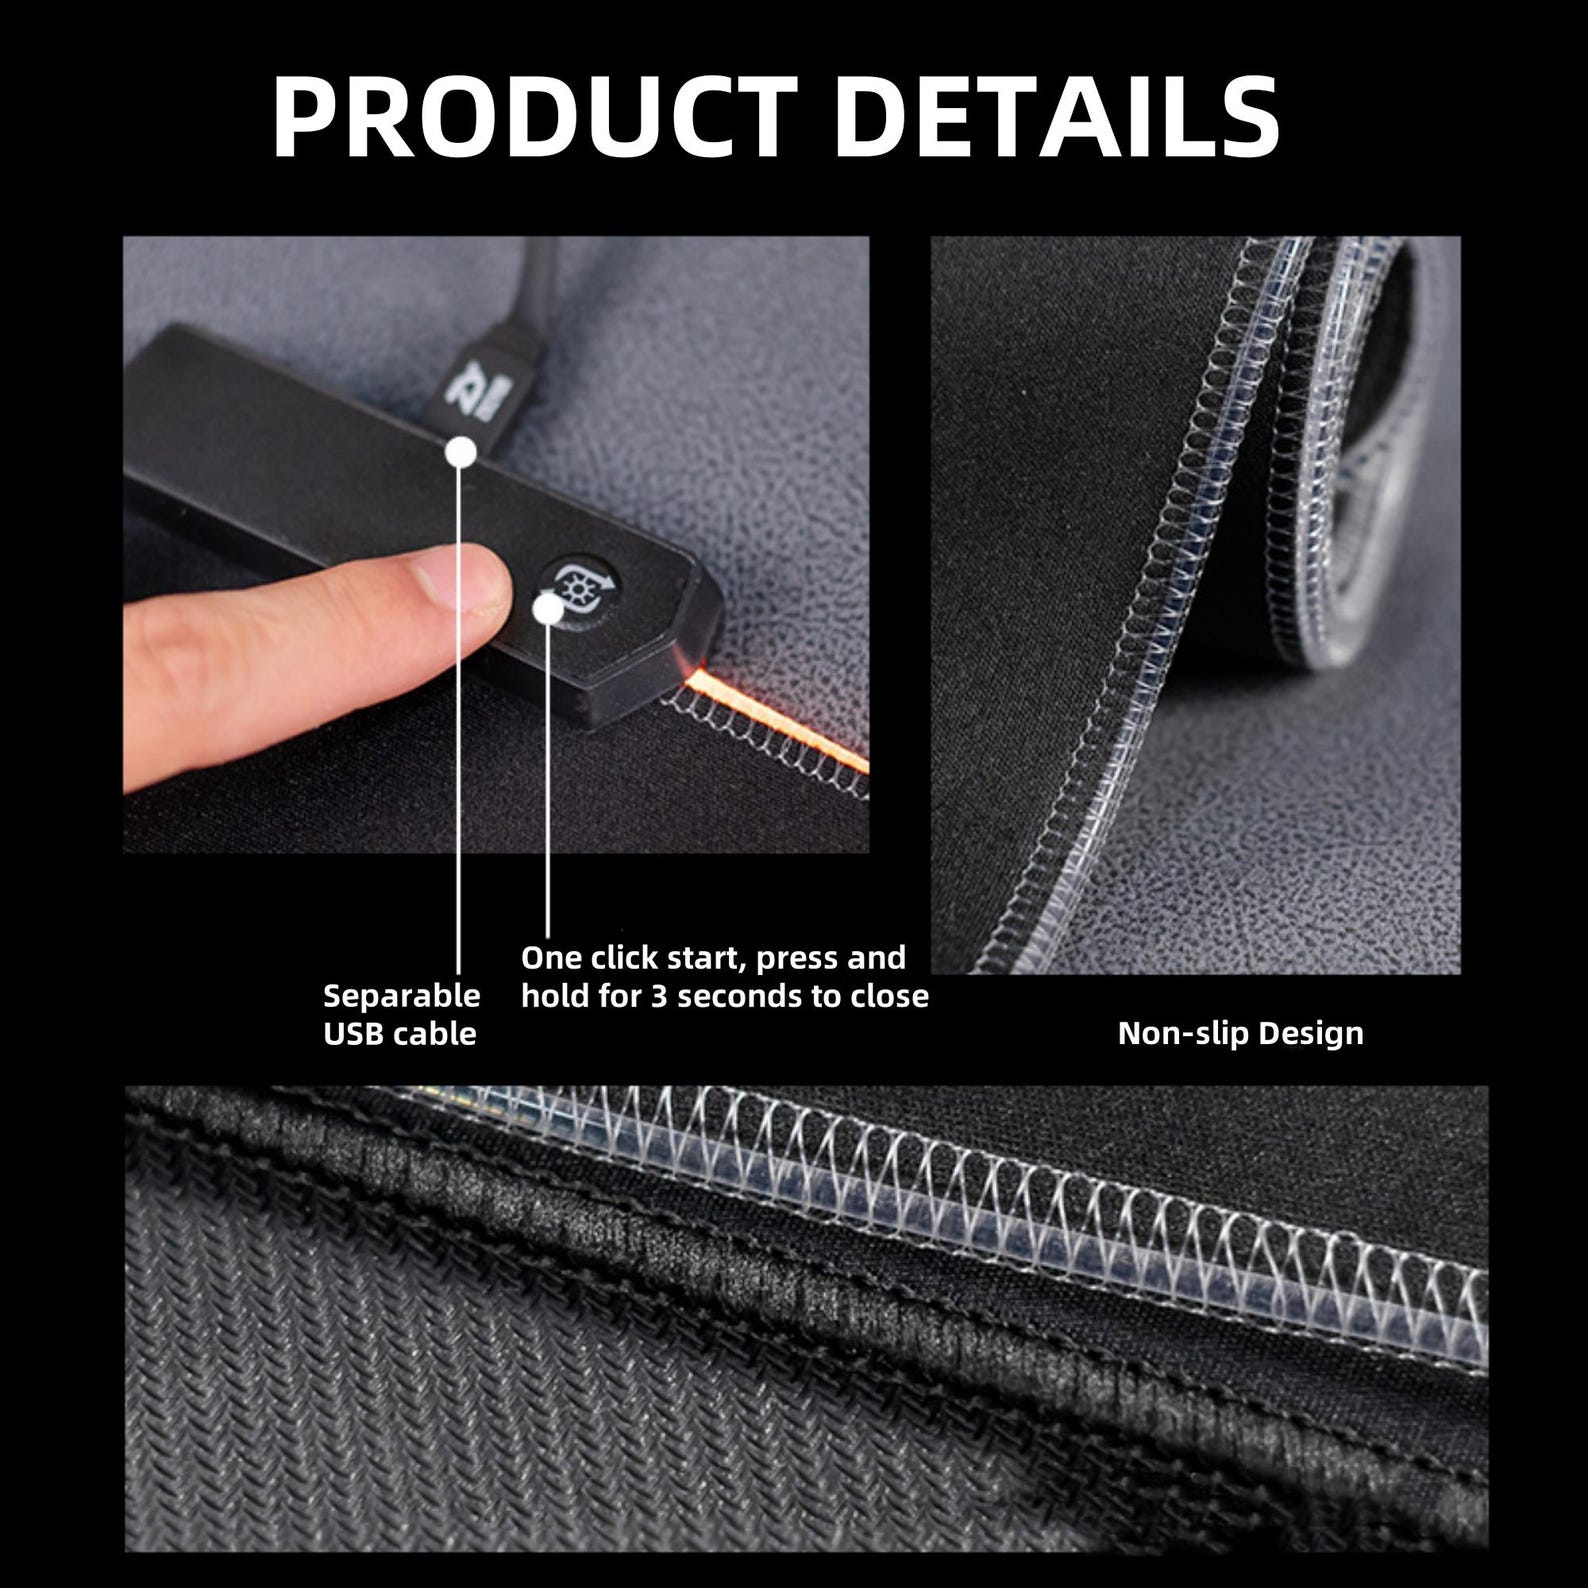 PRODUCT DETAILS
Separable
USB cable
One click start, press and
hold for 3 seconds to close
Non-slip Design